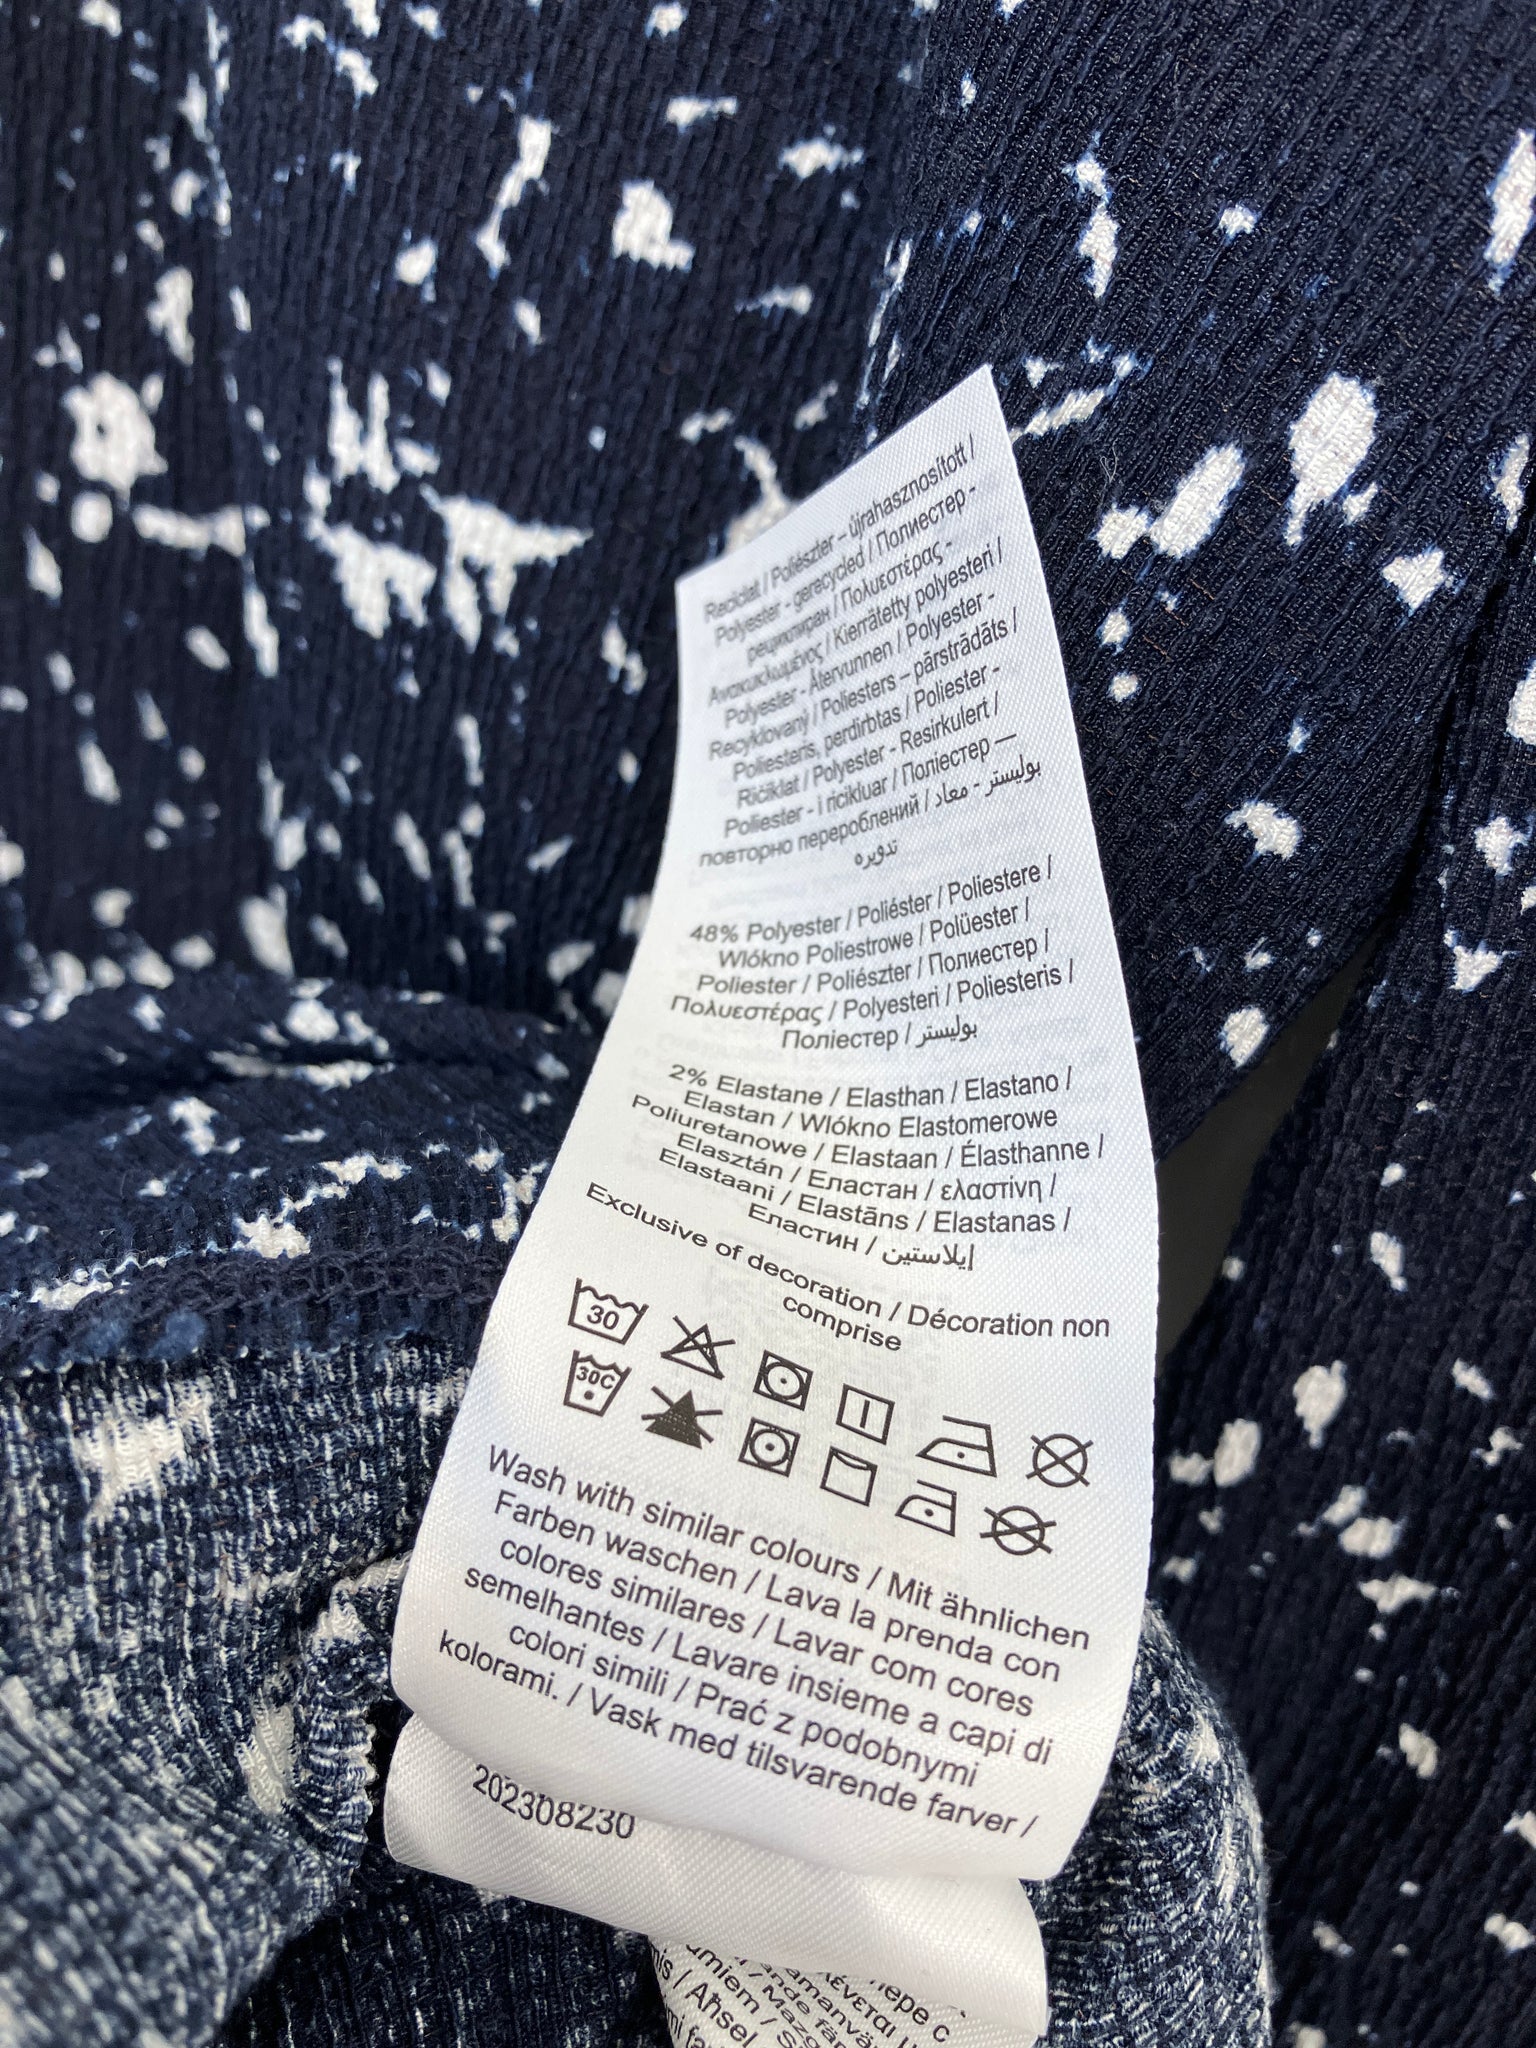 Reciclat / Poliészter – újrahasznosított /
Polyester - gerecycled / Полиестер -
рециклиран / Πολυεστέρας -
Ανακυκλωμένος / Kierrätetty polyesteri /
Polyester - Återvunnen / Polyester -
Recyklovaný / Poliesters – pārstrādāts /
Poliesteris, perdirbtas / Poliester -
Ričiklat / Polyester - Resirkulert /
Poliester - i ricikluar / Поліестер —
повторно перероблений / بوليستر - معاد
تدويره
48% Polyester / Poliéster / Poliestere /
Wlókno Poliestrowe / Polüester /
Poliester / Poliészter / Полиестер /
Πολυεστέρας / Polyesteri / Poliesteris /
Поліестер / بوليستر
2% Elastane / Elasthan / Elastano /
Elastan / Wlókno Elastomerowe
Poliuretanowe / Elastaan / Élasthanne /
Elasztán / Еластан / ελαστίνη /
Elastaani / Elastāns / Elastanas /
Еластин / إيلاستين
Exclusive of decoration / Décoration non
comprise
30
30C
Wash with similar colours / Mit ähnlichen
Farben waschen / Lava la prenda con
colores similares / Lavar com cores
semelhantes / Lavare insieme a capi di
colori simili / Prać z podobnymi
kolorami. / Vask med tilsvarende farver /
202308230